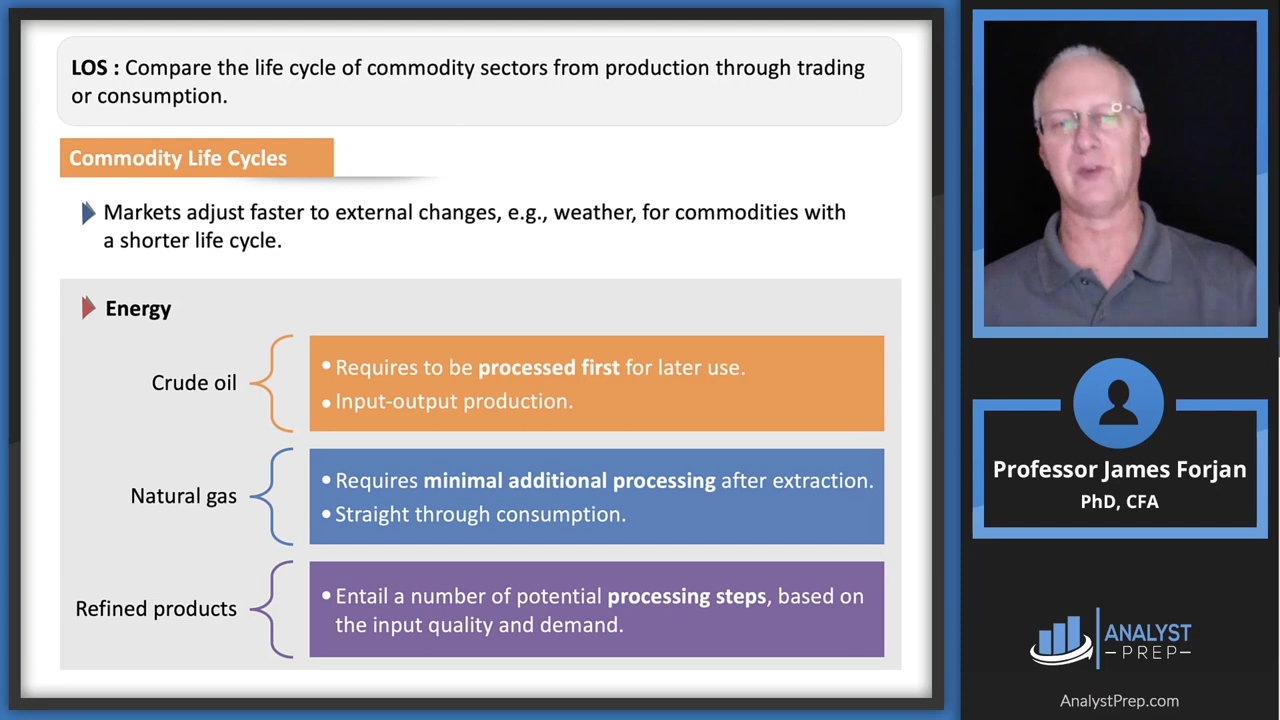 LOS : Compare the life cycle of commodity sectors from production through trading
or consumption.
Commodity Life Cycles
Markets adjust faster to external changes, e.g., weather, for commodities with
a shorter life cycle.
Energy
Crude oil
• Requires to be processed first for later use.
• Input-output production.
Natural gas
• Requires minimal additional processing after extraction.
• Straight through consumption.
Refined products
• Entail a number of potential processing steps, based on
the input quality and demand.
Professor James Forjan
PhD, CFA
ANALYST
PREP
AnalystPrep.com